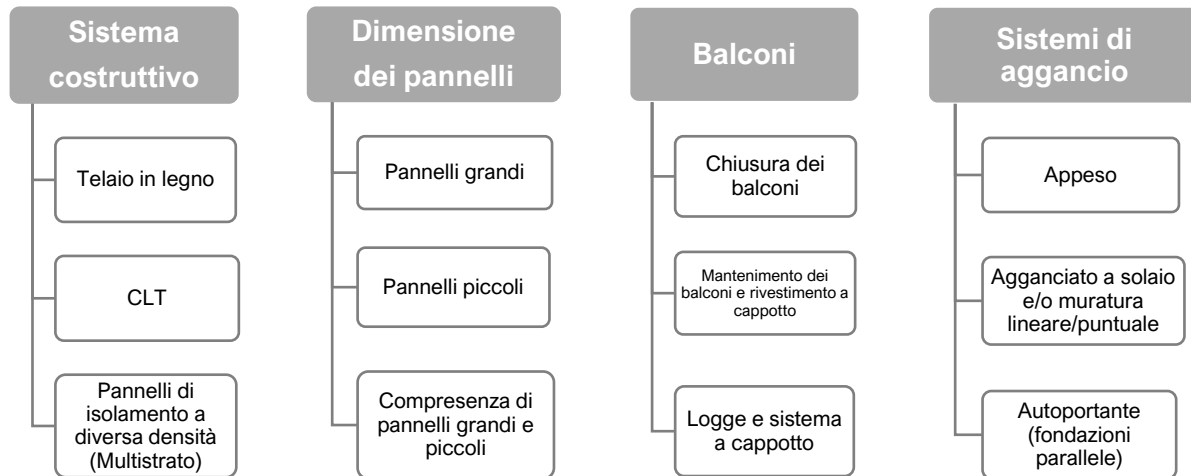 Sistema
costruttivo
Telaio in legno
CLT
Pannelli di
isolamento a
diversa densità
(Multistrato)
Dimensione
dei pannelli
Pannelli grandi
Pannelli piccoli
Compresenza di
pannelli grandi e
piccoli
Balconi
Chiusura dei
balconi
Mantenimento dei
balconi e rivestimento a
cappotto
Logge e sistema
a cappotto
Sistemi di
aggancio
Appeso
Agganciato a solaio
e/o muratura
lineare/puntuale
Autoportante
(fondazioni
parallele)